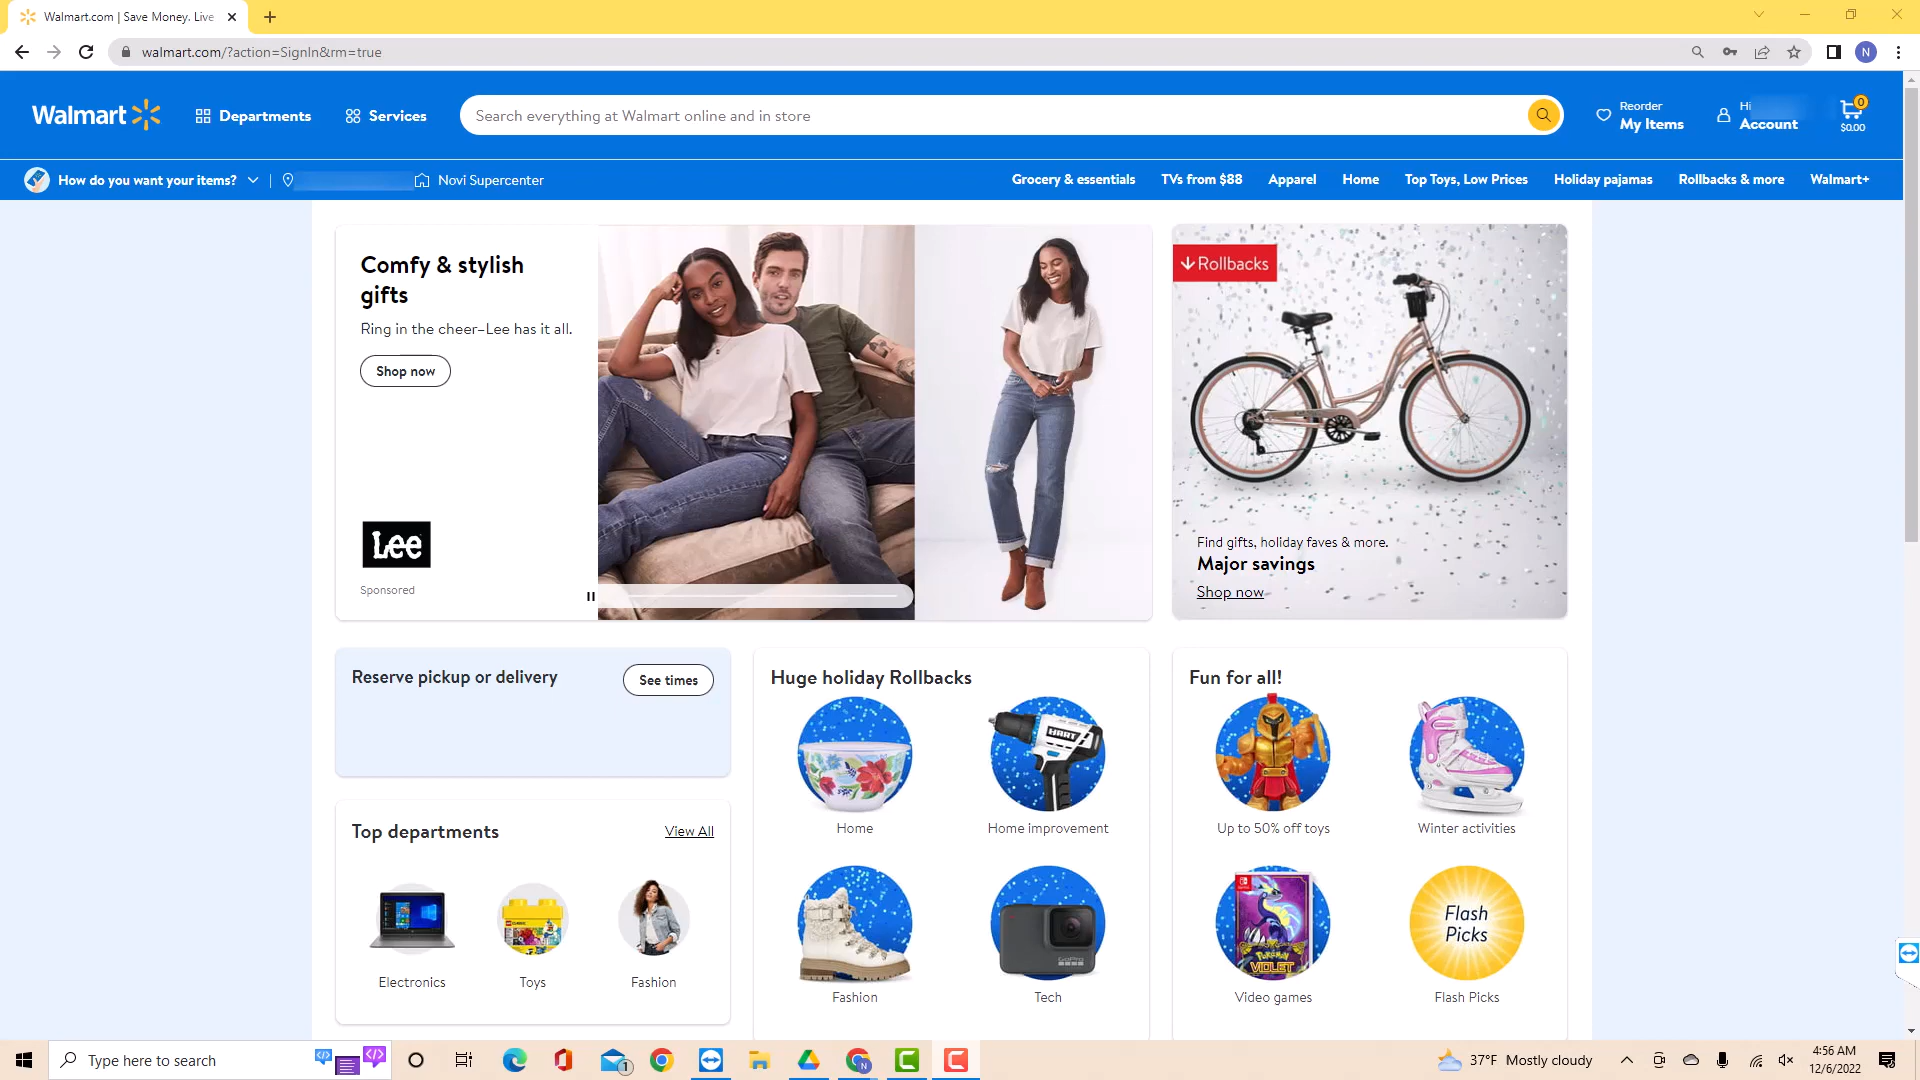 Walmart.com | Save Money. Live
walmart.com/?action=SignIn&rm=true
N
Walmart
Departments
Services
Search everything at Walmart online and in store
Reorder
My Items
Hi
Account
0
$0.00
How do you want your items?
Novi Supercenter
Grocery & essentials
TVs from $88
Apparel
Home
Top Toys, Low Prices
Holiday pajamas
Rollbacks & more
Walmart+
Comfy & stylish
gifts
Ring in the cheer–Lee has it all.
Shop now
Lee
Sponsored
Rollbacks
Find gifts, holiday faves & more.
Major savings
Shop now
Reserve pickup or delivery
See times
Top departments
View All
Electronics
Toys
Fashion
Huge holiday Rollbacks
HART
Home
Home improvement
GoPro
Fashion
Tech
Fun for all!
Up to 50% off toys
Winter activities
POKÉMON
VIOLET
Flash
Picks
Video games
Flash Picks
Type here to search
1
N
37°F Mostly cloudy
4:56 AM
12/6/2022